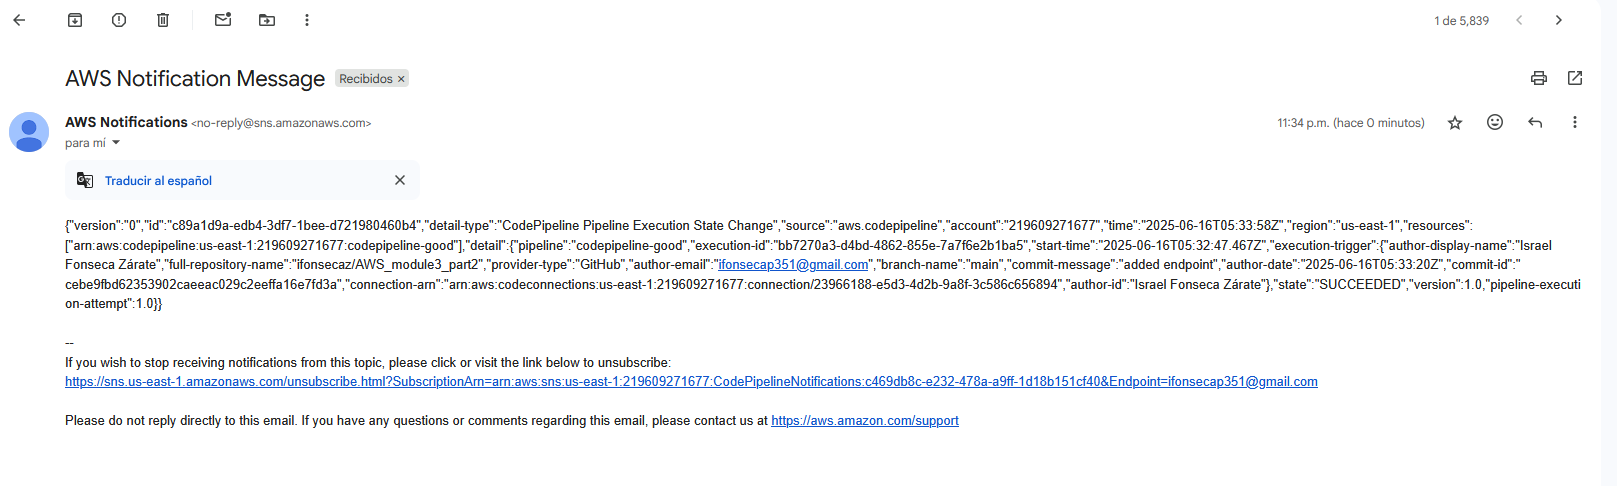 1 de 5,839
AWS Notification Message Recibidos ×
AWS Notifications <no-reply@sns.amazonaws.com>
11:34 p.m. (hace 0 minutos)
para mí
Traducir al español
{"version":"0","id":"c89a1d9a-edb4-3df7-1bee-d721980460b4","detail-type":"CodePipeline Pipeline Execution State Change","source":"aws.codepipeline","account":"219609271677","time":"2025-06-16T05:33:58Z","region":"us-east-1","resources":
["arn:aws:codepipeline:us-east-1:219609271677:codepipeline-good"],"detail":{"pipeline":"codepipeline-good","execution-id":"bb7270a3-d4bd-4862-855e-7a7f6e2b1ba5","start-time":"2025-06-16T05:32:47.467Z","execution-trigger":{"author-display-name":"Israel
Fonseca Zárate","full-repository-name":"ifonsecaz/AWS_module3_part2","provider-type":"GitHub","author-email":"ifonsecap351@gmail.com","branch-name":"main","commit-message":"added endpoint","author-date":"2025-06-16T05:33:20Z","commit-id":"
cebe9fbd62353902caeeac029c2eeffa16e7fd3a","connection-arn":"arn:aws:codeconnections:us-east-1:219609271677:connection/23966188-e5d3-4d2b-9a8f-3c586c656894","author-id":"Israel Fonseca Zárate"},"state":"SUCCEEDED","version":1.0,"pipeline-executi
on-attempt":1.0}}
--
If you wish to stop receiving notifications from this topic, please click or visit the link below to unsubscribe:
https://sns.us-east-1.amazonaws.com/unsubscribe.html?SubscriptionArn=arn:aws:sns:us-east-1:219609271677:CodePipelineNotifications:c469db8c-e232-478a-a9ff-1d18b151cf40&Endpoint=ifonsecap351@gmail.com
Please do not reply directly to this email. If you have any questions or comments regarding this email, please contact us at https://aws.amazon.com/support